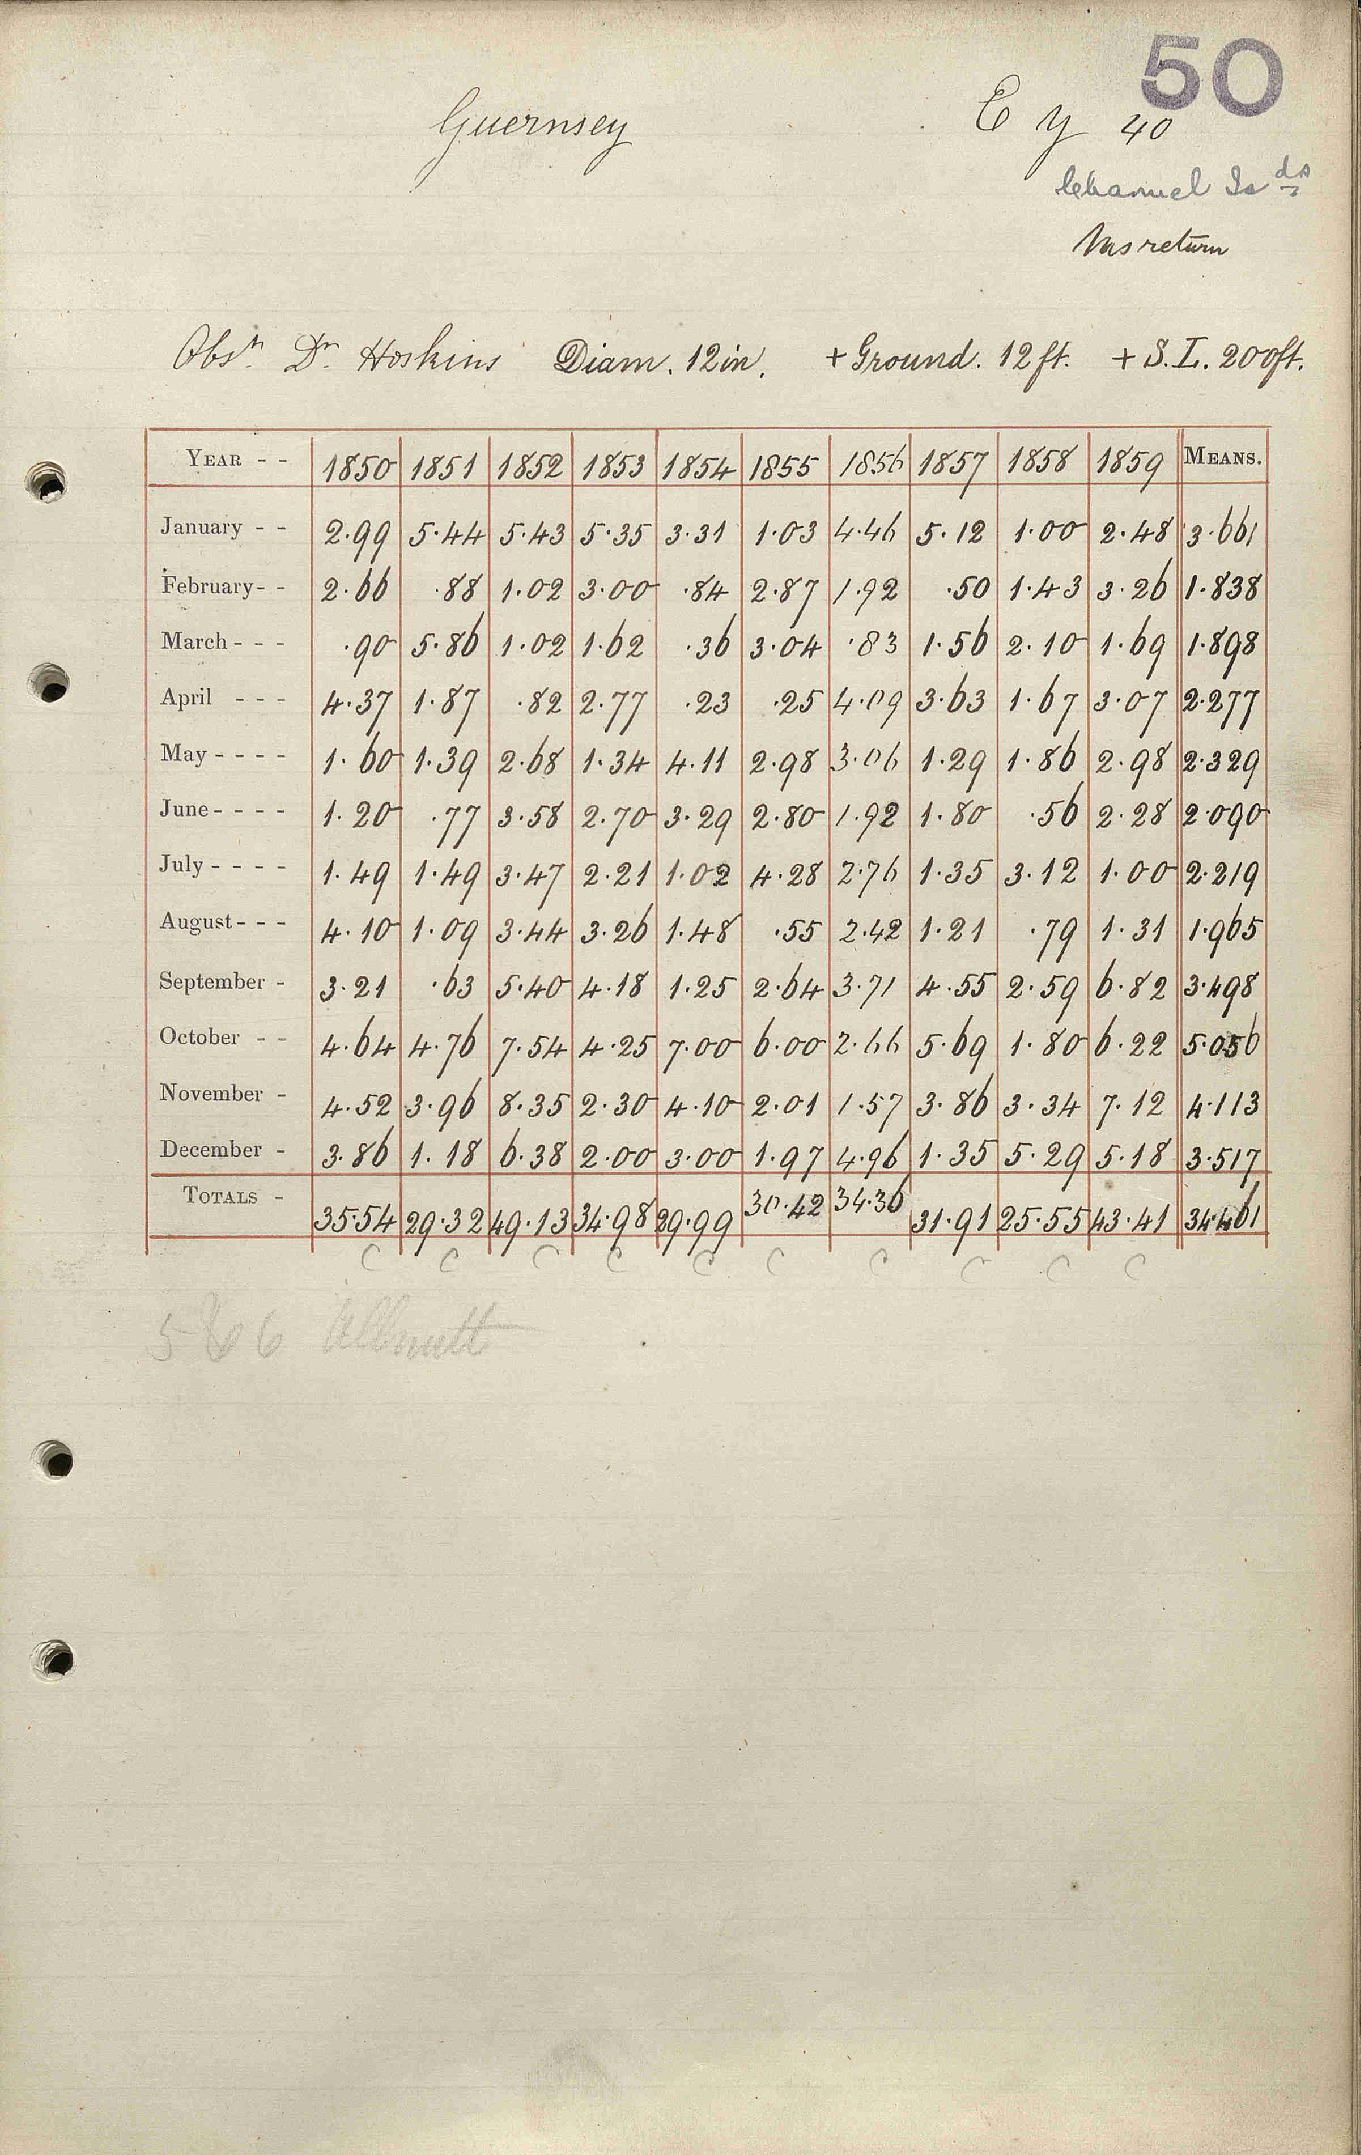 50
Guernsey
E y 40
Channel Is ds
Ms return
Obsr. Dr. Hoskins Diam. 12 in. + Ground. 12 ft. + S.L. 200 ft.
YEAR - - 1850 1851 1852 1853 1854 1855 1856 1857 1858 1859 MEANS.
January - - 2.99 5.44 5.43 5.35 3.31 1.03 4.46 5.12 1.00 2.48 3.661
February - - 2.66 .88 1.02 3.00 .84 2.87 1.92 .50 1.43 3.26 1.838
March - - - .90 5.86 1.02 1.62 .36 3.04 .83 1.56 2.10 1.69 1.898
April - - - 4.37 1.87 .82 2.77 .23 .25 4.09 3.63 1.67 3.07 2.277
May - - - - 1.60 1.39 2.68 1.34 4.11 2.98 3.06 1.29 1.86 2.98 2.329
June - - - - 1.20 .77 3.58 2.70 3.29 2.80 1.92 1.80 .56 2.28 2.090
July - - - - 1.49 1.49 3.47 2.21 1.02 4.28 2.76 1.35 3.12 1.00 2.219
August - - - 4.10 1.09 3.44 3.26 1.48 .55 2.42 1.21 .79 1.31 1.965
September - 3.21 .63 5.40 4.18 1.25 2.64 3.71 4.55 2.59 6.82 3.498
October - - 4.64 4.76 7.54 4.25 7.00 6.00 2.66 5.69 1.80 6.22 5.056
November - 4.52 3.96 8.35 2.30 4.10 2.01 1.57 3.86 3.34 7.12 4.113
December - 3.86 1.18 6.38 2.00 3.00 1.97 4.96 1.35 5.29 5.18 3.517
TOTALS - 35.54 29.32 49.13 34.98 29.99 30.42 34.36 31.91 25.55 43.41 34.461
C C C C C C C C C C
5 & 6 Allnutt